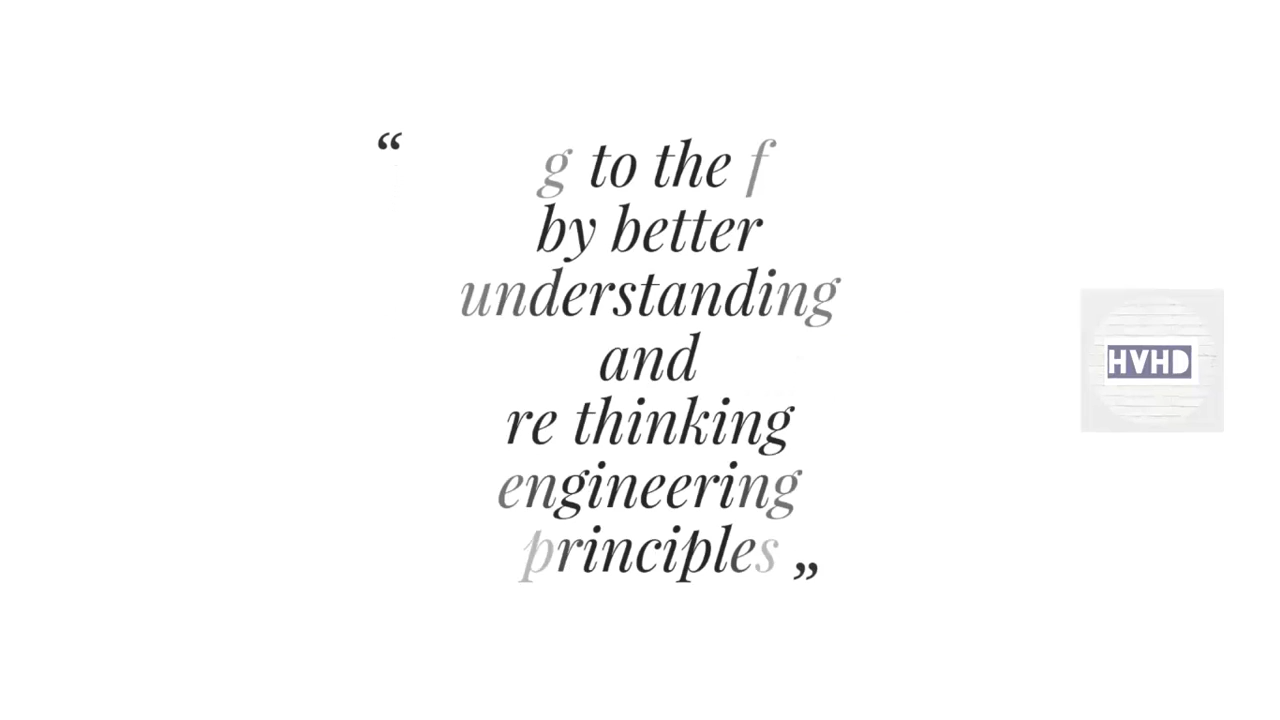 “ g to the f
by better
understanding
and
re thinking
engineering
principles „
HVHD